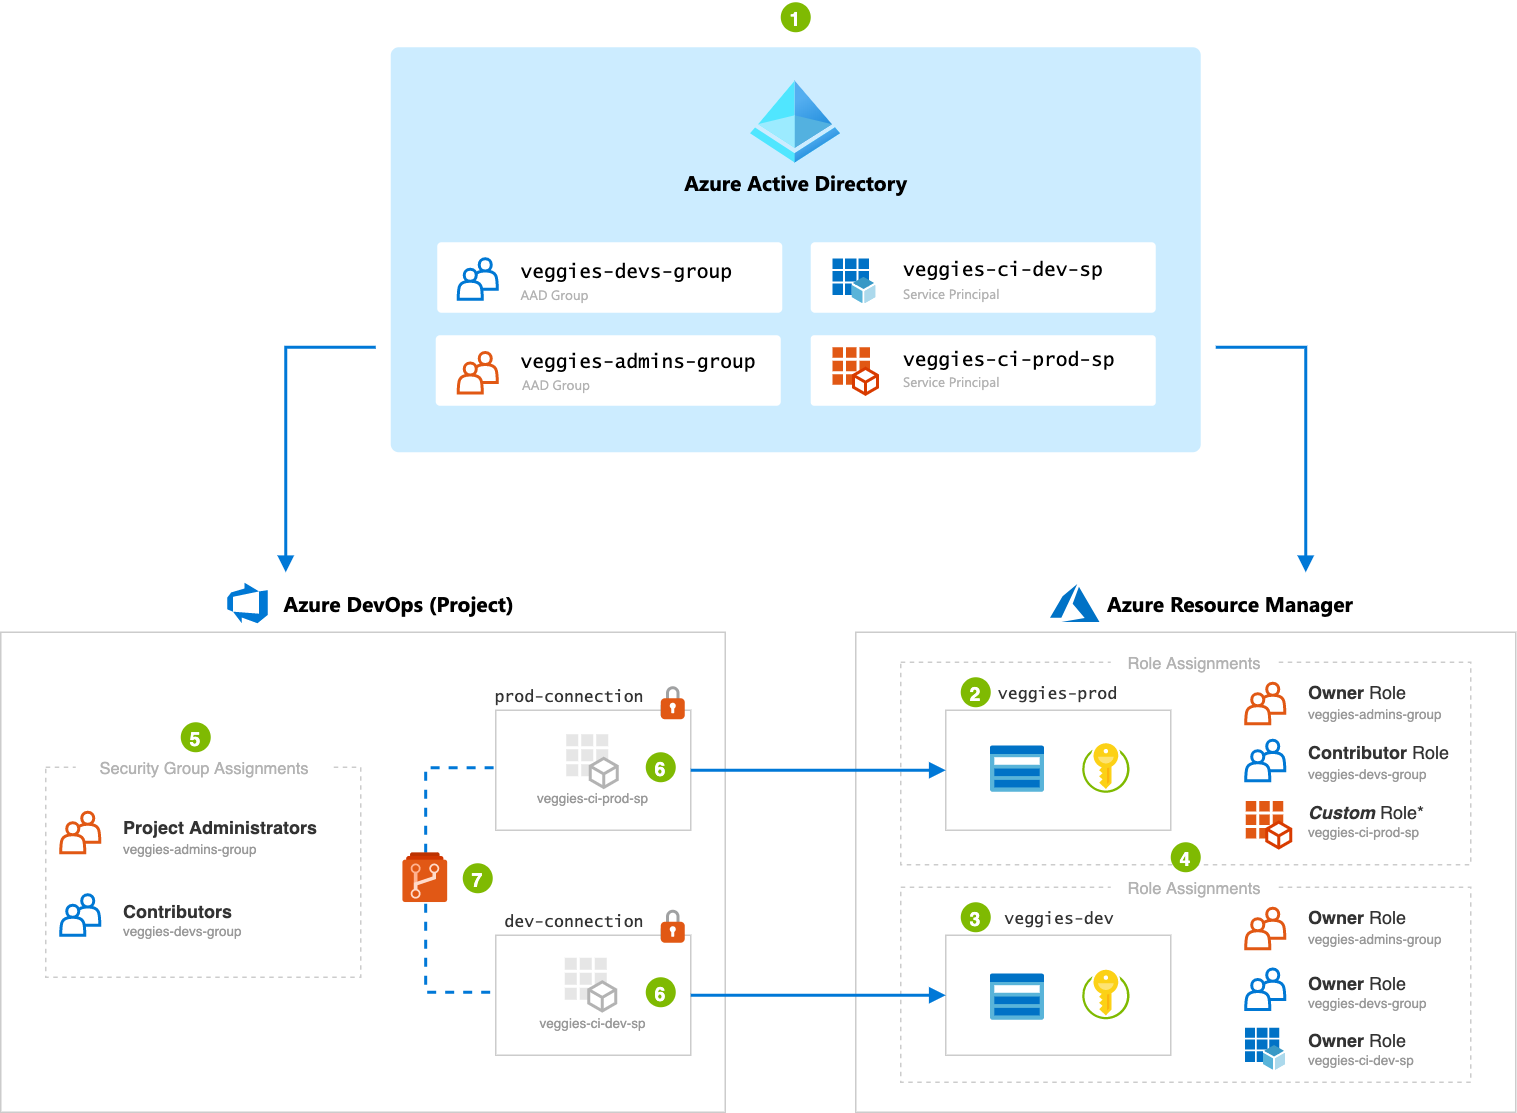 1
Azure Active Directory
veggies-devs-group
AAD Group
veggies-ci-dev-sp
Service Principal
veggies-admins-group
AAD Group
veggies-ci-prod-sp
Service Principal
Azure DevOps (Project)
5
Security Group Assignments
Project Administrators
veggies-admins-group
Contributors
veggies-devs-group
prod-connection
6
veggies-ci-prod-sp
7
dev-connection
6
veggies-ci-dev-sp
Azure Resource Manager
Role Assignments
2 veggies-prod
Owner Role
veggies-admins-group
Contributor Role
veggies-devs-group
Custom Role*
veggies-ci-prod-sp
4
Role Assignments
3 veggies-dev
Owner Role
veggies-admins-group
Owner Role
veggies-devs-group
Owner Role
veggies-ci-dev-sp